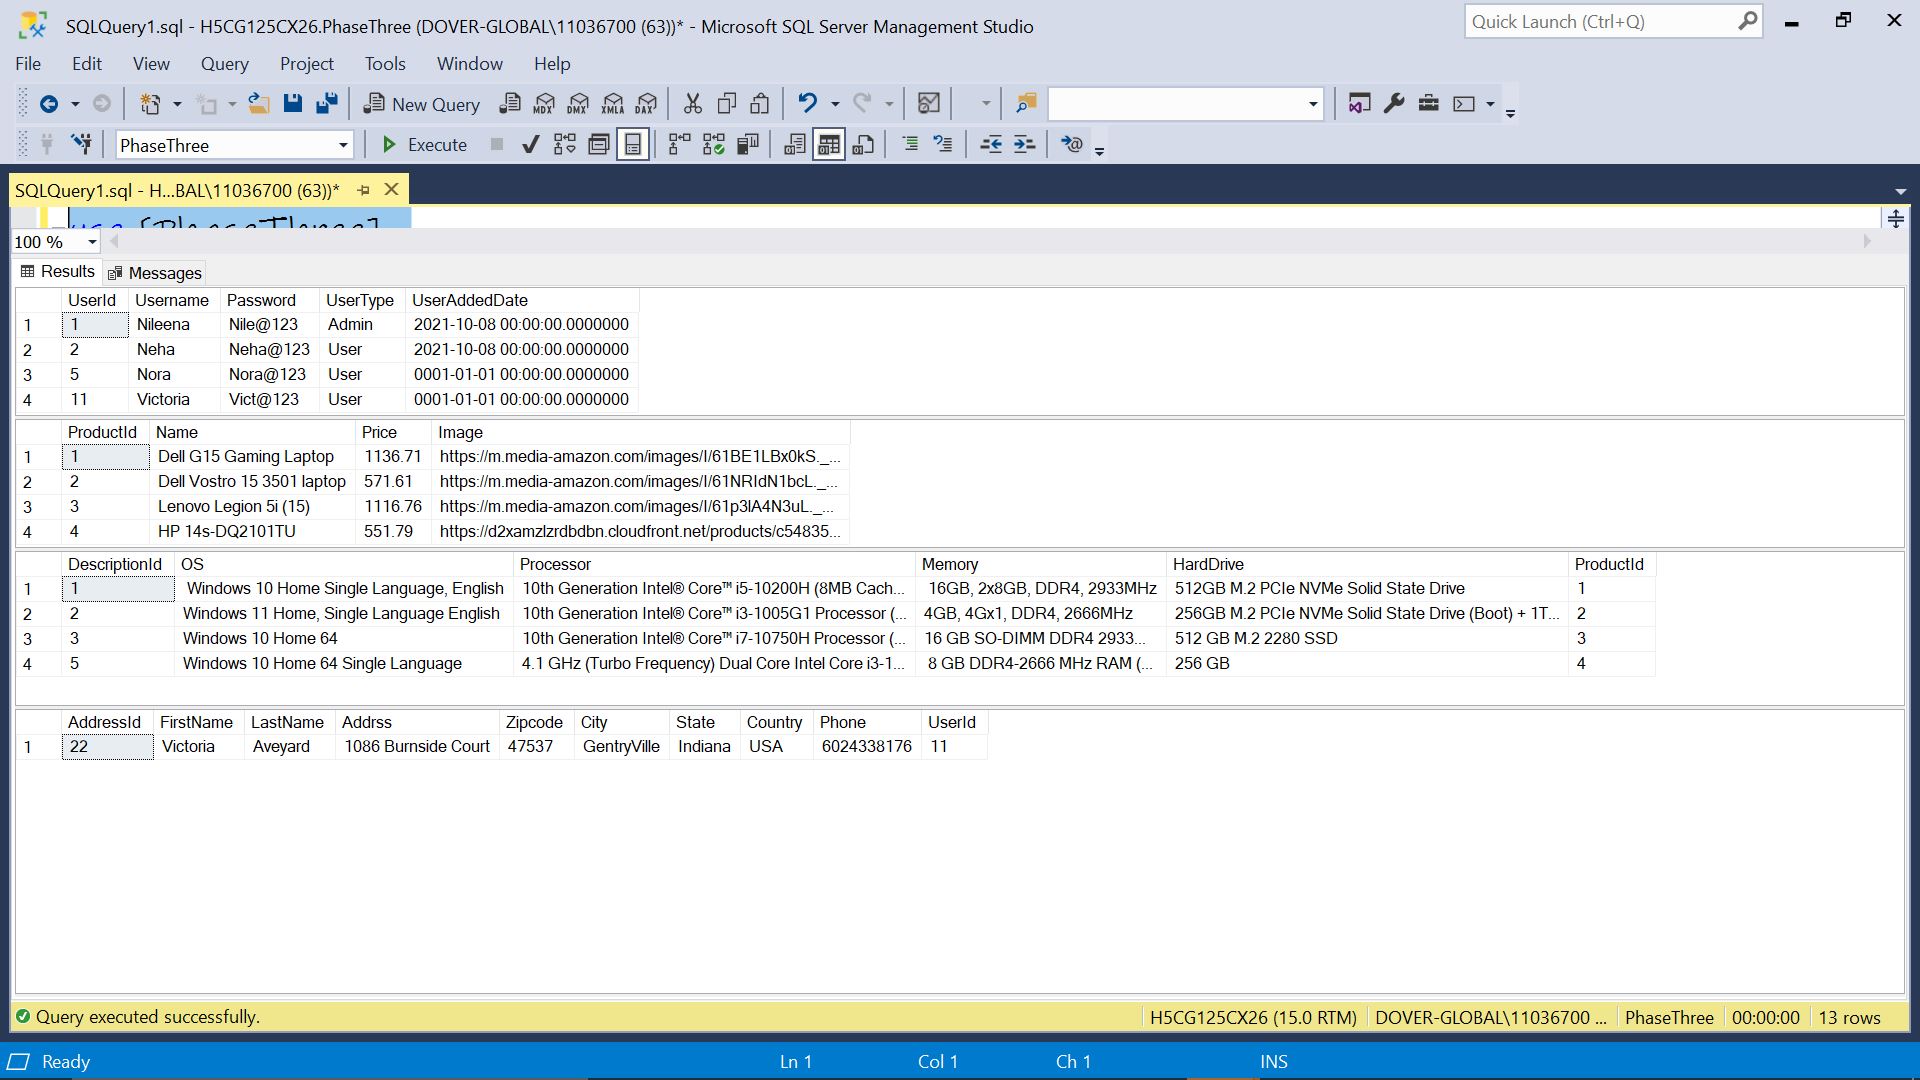 SQLQuery1.sql - H5CG125CX26.PhaseThree (DOVER-GLOBAL\11036700 (63))* - Microsoft SQL Server Management Studio
Quick Launch (Ctrl+Q)
File Edit View Query Project Tools Window Help
New Query MDX DMX XMLA DAX
PhaseThree Execute
SQLQuery1.sql - H...BAL\11036700 (63))*
use [PhaseThree]
100 %
Results Messages
UserId Username Password UserType UserAddedDate
1 1 Nileena Nile@123 Admin 2021-10-08 00:00:00.0000000
2 2 Neha Neha@123 User 2021-10-08 00:00:00.0000000
3 5 Nora Nora@123 User 0001-01-01 00:00:00.0000000
4 11 Victoria Vict@123 User 0001-01-01 00:00:00.0000000
ProductId Name Price Image
1 1 Dell G15 Gaming Laptop 1136.71 https://m.media-amazon.com/images/I/61BE1LBx0kS._...
2 2 Dell Vostro 15 3501 laptop 571.61 https://m.media-amazon.com/images/I/61NRIdN1bcL._...
3 3 Lenovo Legion 5i (15) 1116.76 https://m.media-amazon.com/images/I/61p3lA4N3uL._...
4 4 HP 14s-DQ2101TU 551.79 https://d2xamzlzrdbdbn.cloudfront.net/products/c54835...
DescriptionId OS Processor Memory HardDrive ProductId
1 1 Windows 10 Home Single Language, English 10th Generation Intel® Core™ i5-10200H (8MB Cach... 16GB, 2x8GB, DDR4, 2933MHz 512GB M.2 PCIe NVMe Solid State Drive 1
2 2 Windows 11 Home, Single Language English 10th Generation Intel® Core™ i3-1005G1 Processor (... 4GB, 4Gx1, DDR4, 2666MHz 256GB M.2 PCIe NVMe Solid State Drive (Boot) + 1T... 2
3 3 Windows 10 Home 64 10th Generation Intel® Core™ i7-10750H Processor (... 16 GB SO-DIMM DDR4 2933... 512 GB M.2 2280 SSD 3
4 5 Windows 10 Home 64 Single Language 4.1 GHz (Turbo Frequency) Dual Core Intel Core i3-1... 8 GB DDR4-2666 MHz RAM (... 256 GB 4
AddressId FirstName LastName Addrss Zipcode City State Country Phone UserId
1 22 Victoria Aveyard 1086 Burnside Court 47537 GentryVille Indiana USA 6024338176 11
Query executed successfully. H5CG125CX26 (15.0 RTM) DOVER-GLOBAL\11036700 ... PhaseThree 00:00:00 13 rows
Ready Ln 1 Col 1 Ch 1 INS